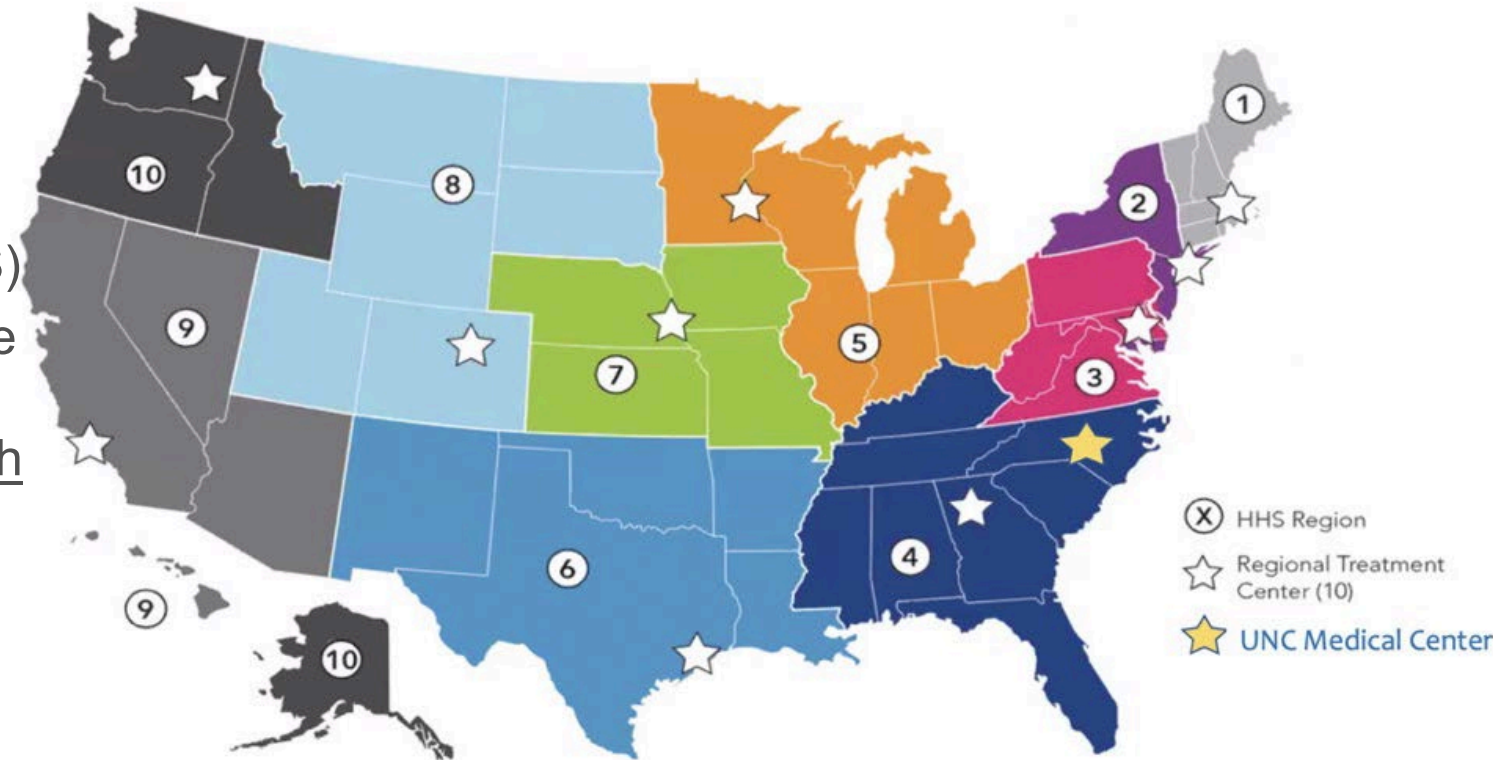 1
10
8
2
S)
e
9
5
7
3
h
X HHS Region
4
6
Regional Treatment
Center (10)
9
UNC Medical Center
10